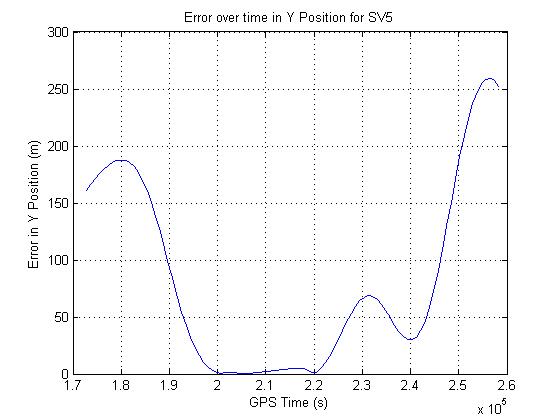 Error over time in Y Position for SV5
300
250
200
150
100
50
0
Error in Y Position (m)
1.7 1.8 1.9 2 2.1 2.2 2.3 2.4 2.5 2.6
GPS Time (s)
x 10^5